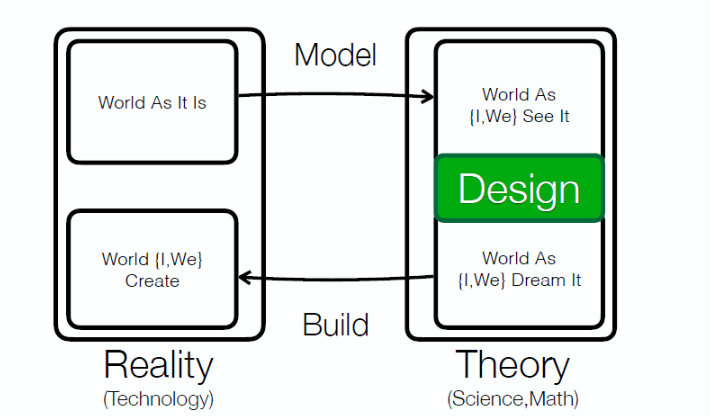 Model
World As It Is
World As
{I,We} See It
Design
World {I,We}
Create
World As
{I,We} Dream It
Build
Reality
(Technology)
Theory
(Science,Math)